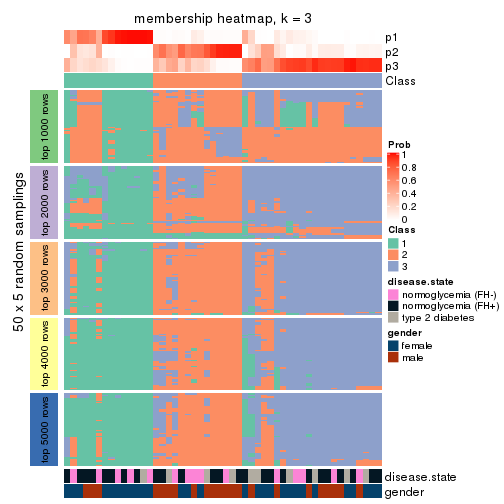 membership heatmap, k = 3
p1
p2
p3
Class
50 x 5 random samplings
top 1000 rows
top 2000 rows
top 3000 rows
top 4000 rows
top 5000 rows
Prob
1
0.8
0.6
0.4
0.2
0
Class
1
2
3
disease.state
normoglycemia (FH-)
normoglycemia (FH+)
type 2 diabetes
gender
female
male
disease.state
gender